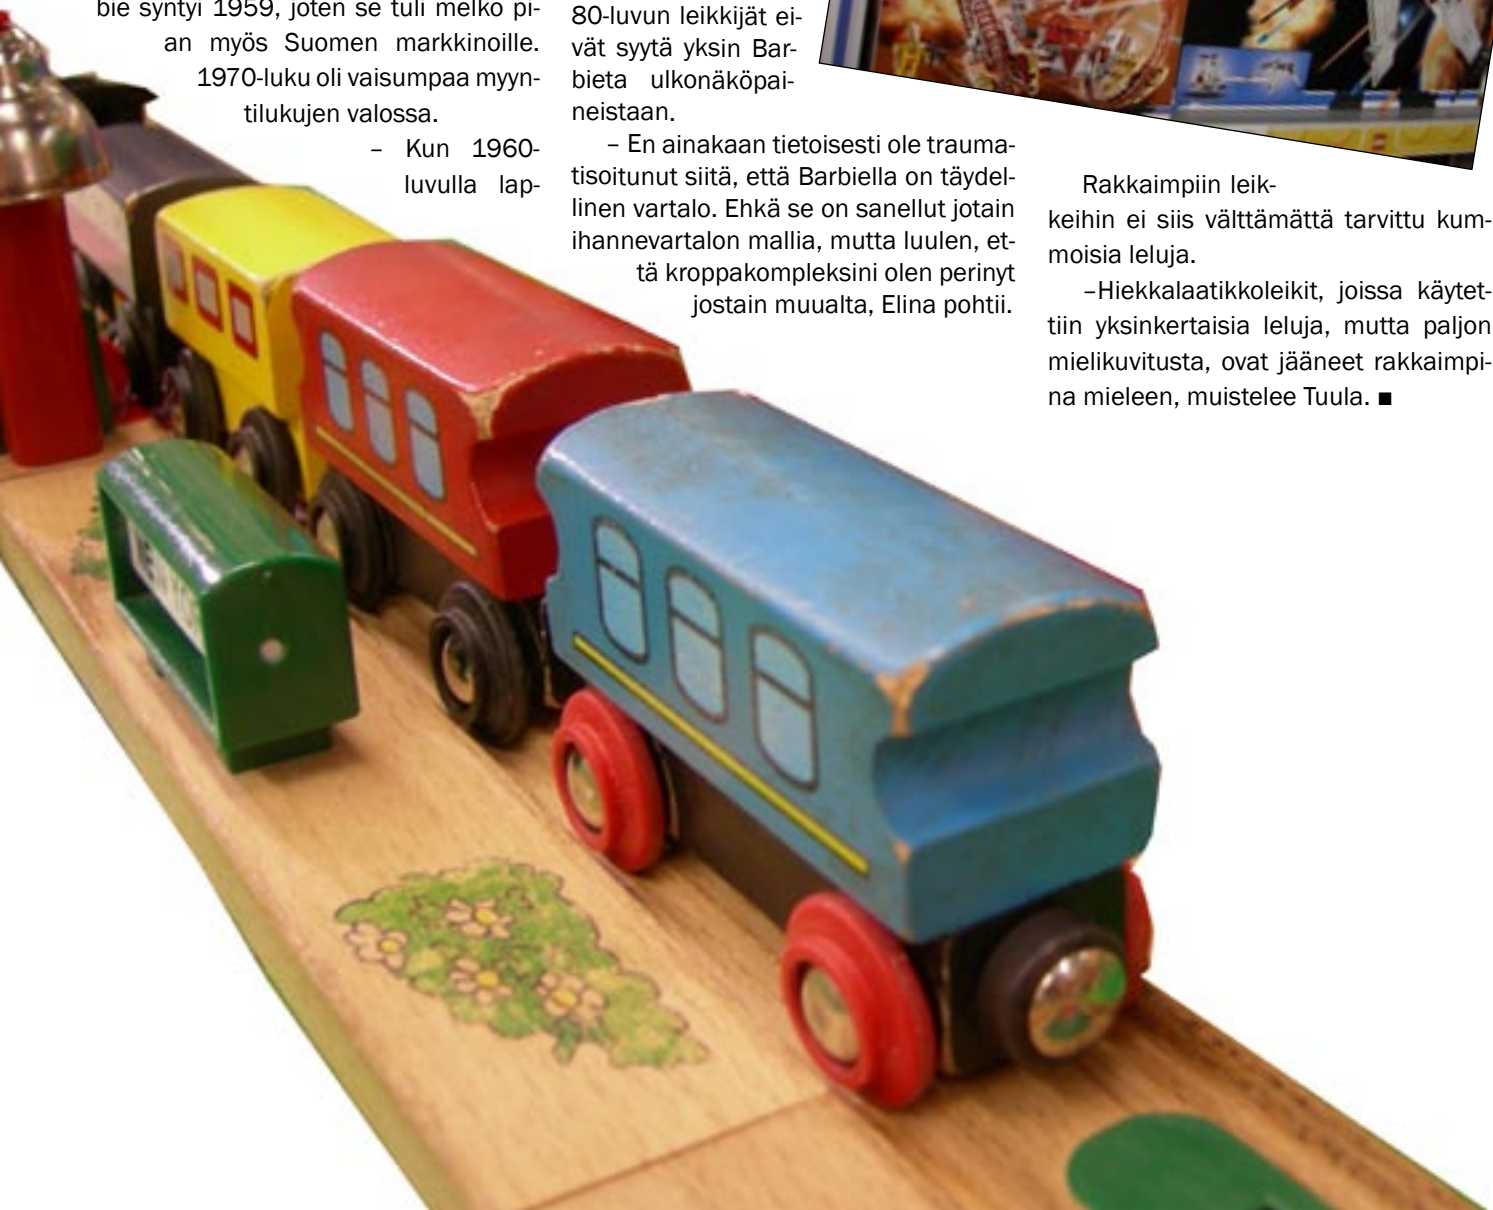 bie syntyi 1959, joten se tuli melko pi-
an myös Suomen markkinoille.
1970-luku oli vaisumpaa myyn-
tilukujen valossa.
– Kun 1960-
luvulla lap-
80-luvun leikkijät ei-
vät syytä yksin Bar-
bieta ulkonäköpai-
neistaan.
– En ainakaan tietoisesti ole trauma-
tisoitunut siitä, että Barbiella on täydel-
linen vartalo. Ehkä se on sanellut jotain
ihannevartalon mallia, mutta luulen, et-
tä kroppakompleksini olen perinyt
jostain muualta, Elina pohtii.
Rakkaimpiin leik-
keihin ei siis välttämättä tarvittu kum-
moisia leluja.
–Hiekkalaatikkoleikit, joissa käytet-
tiin yksinkertaisia leluja, mutta paljon
mielikuvitusta, ovat jääneet rakkaimpi-
na mieleen, muistelee Tuula. ■